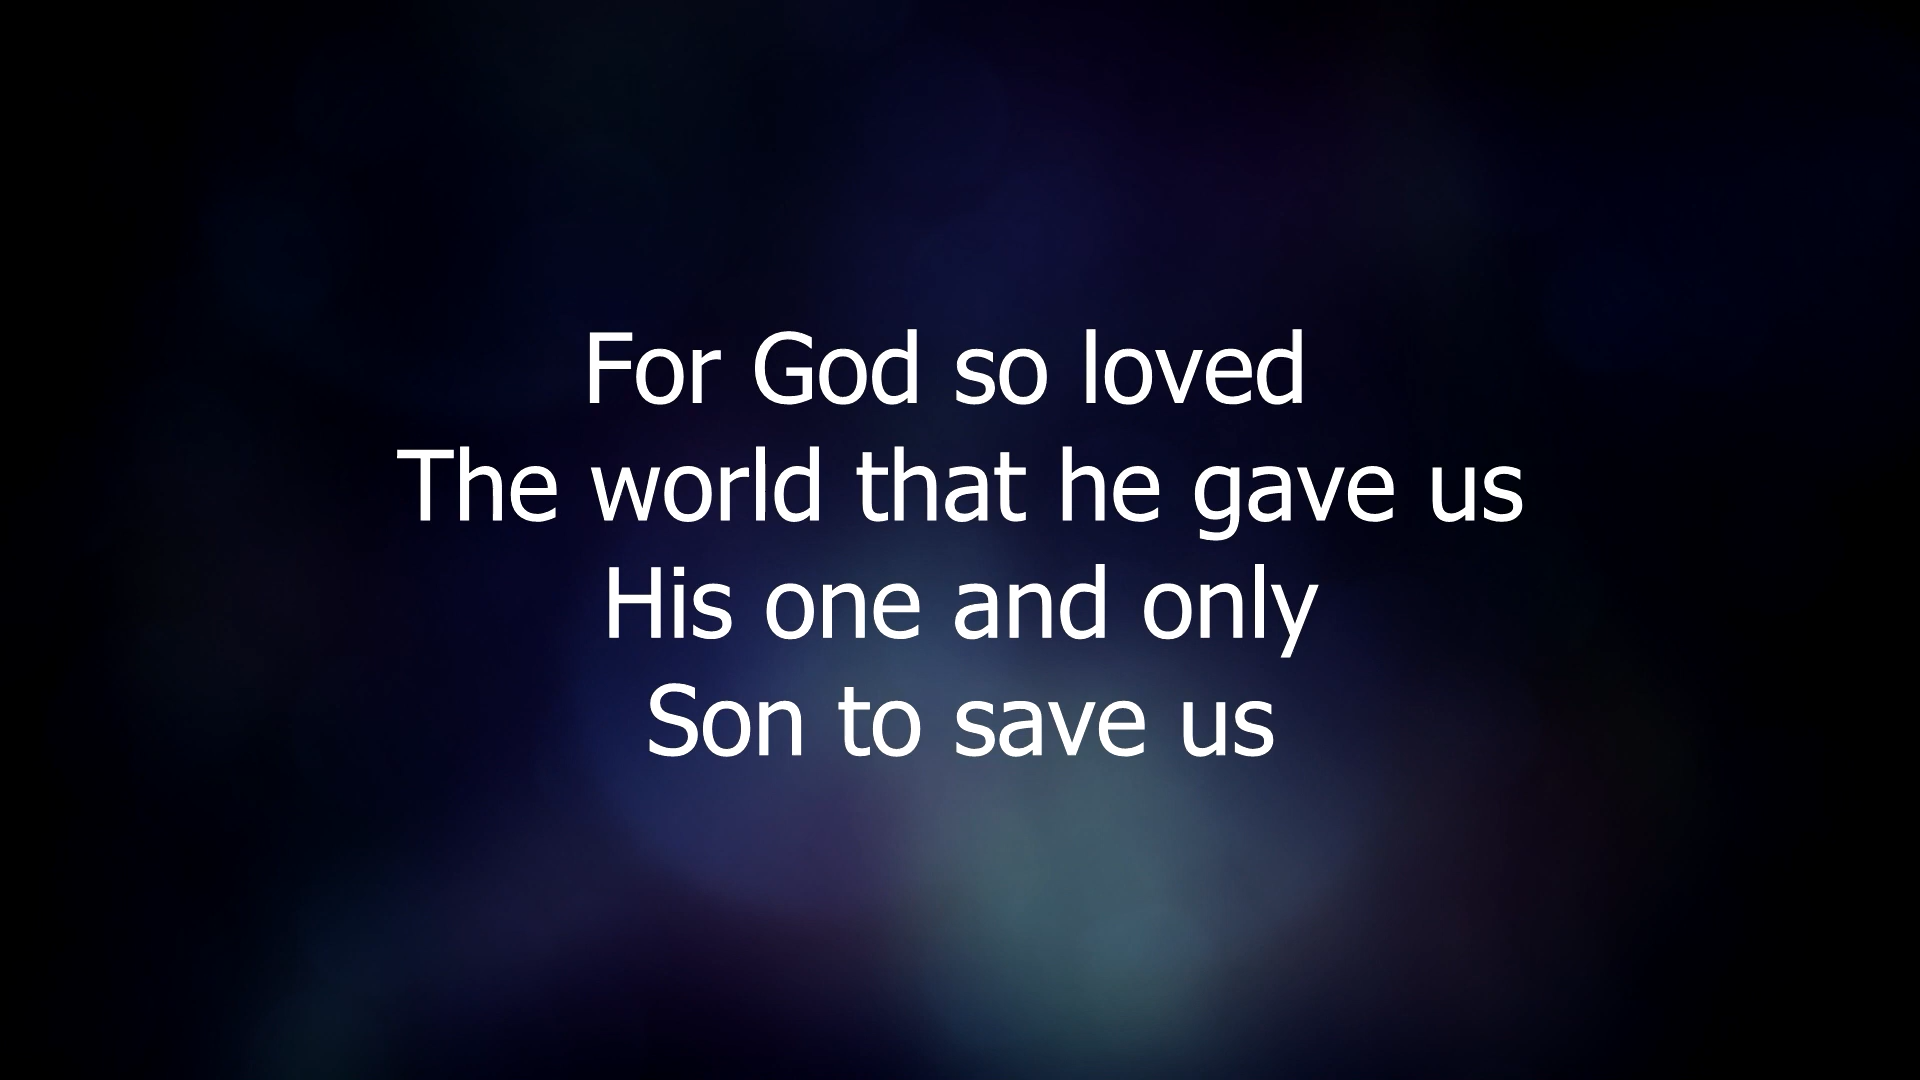 For God so loved
The world that he gave us
His one and only
Son to save us